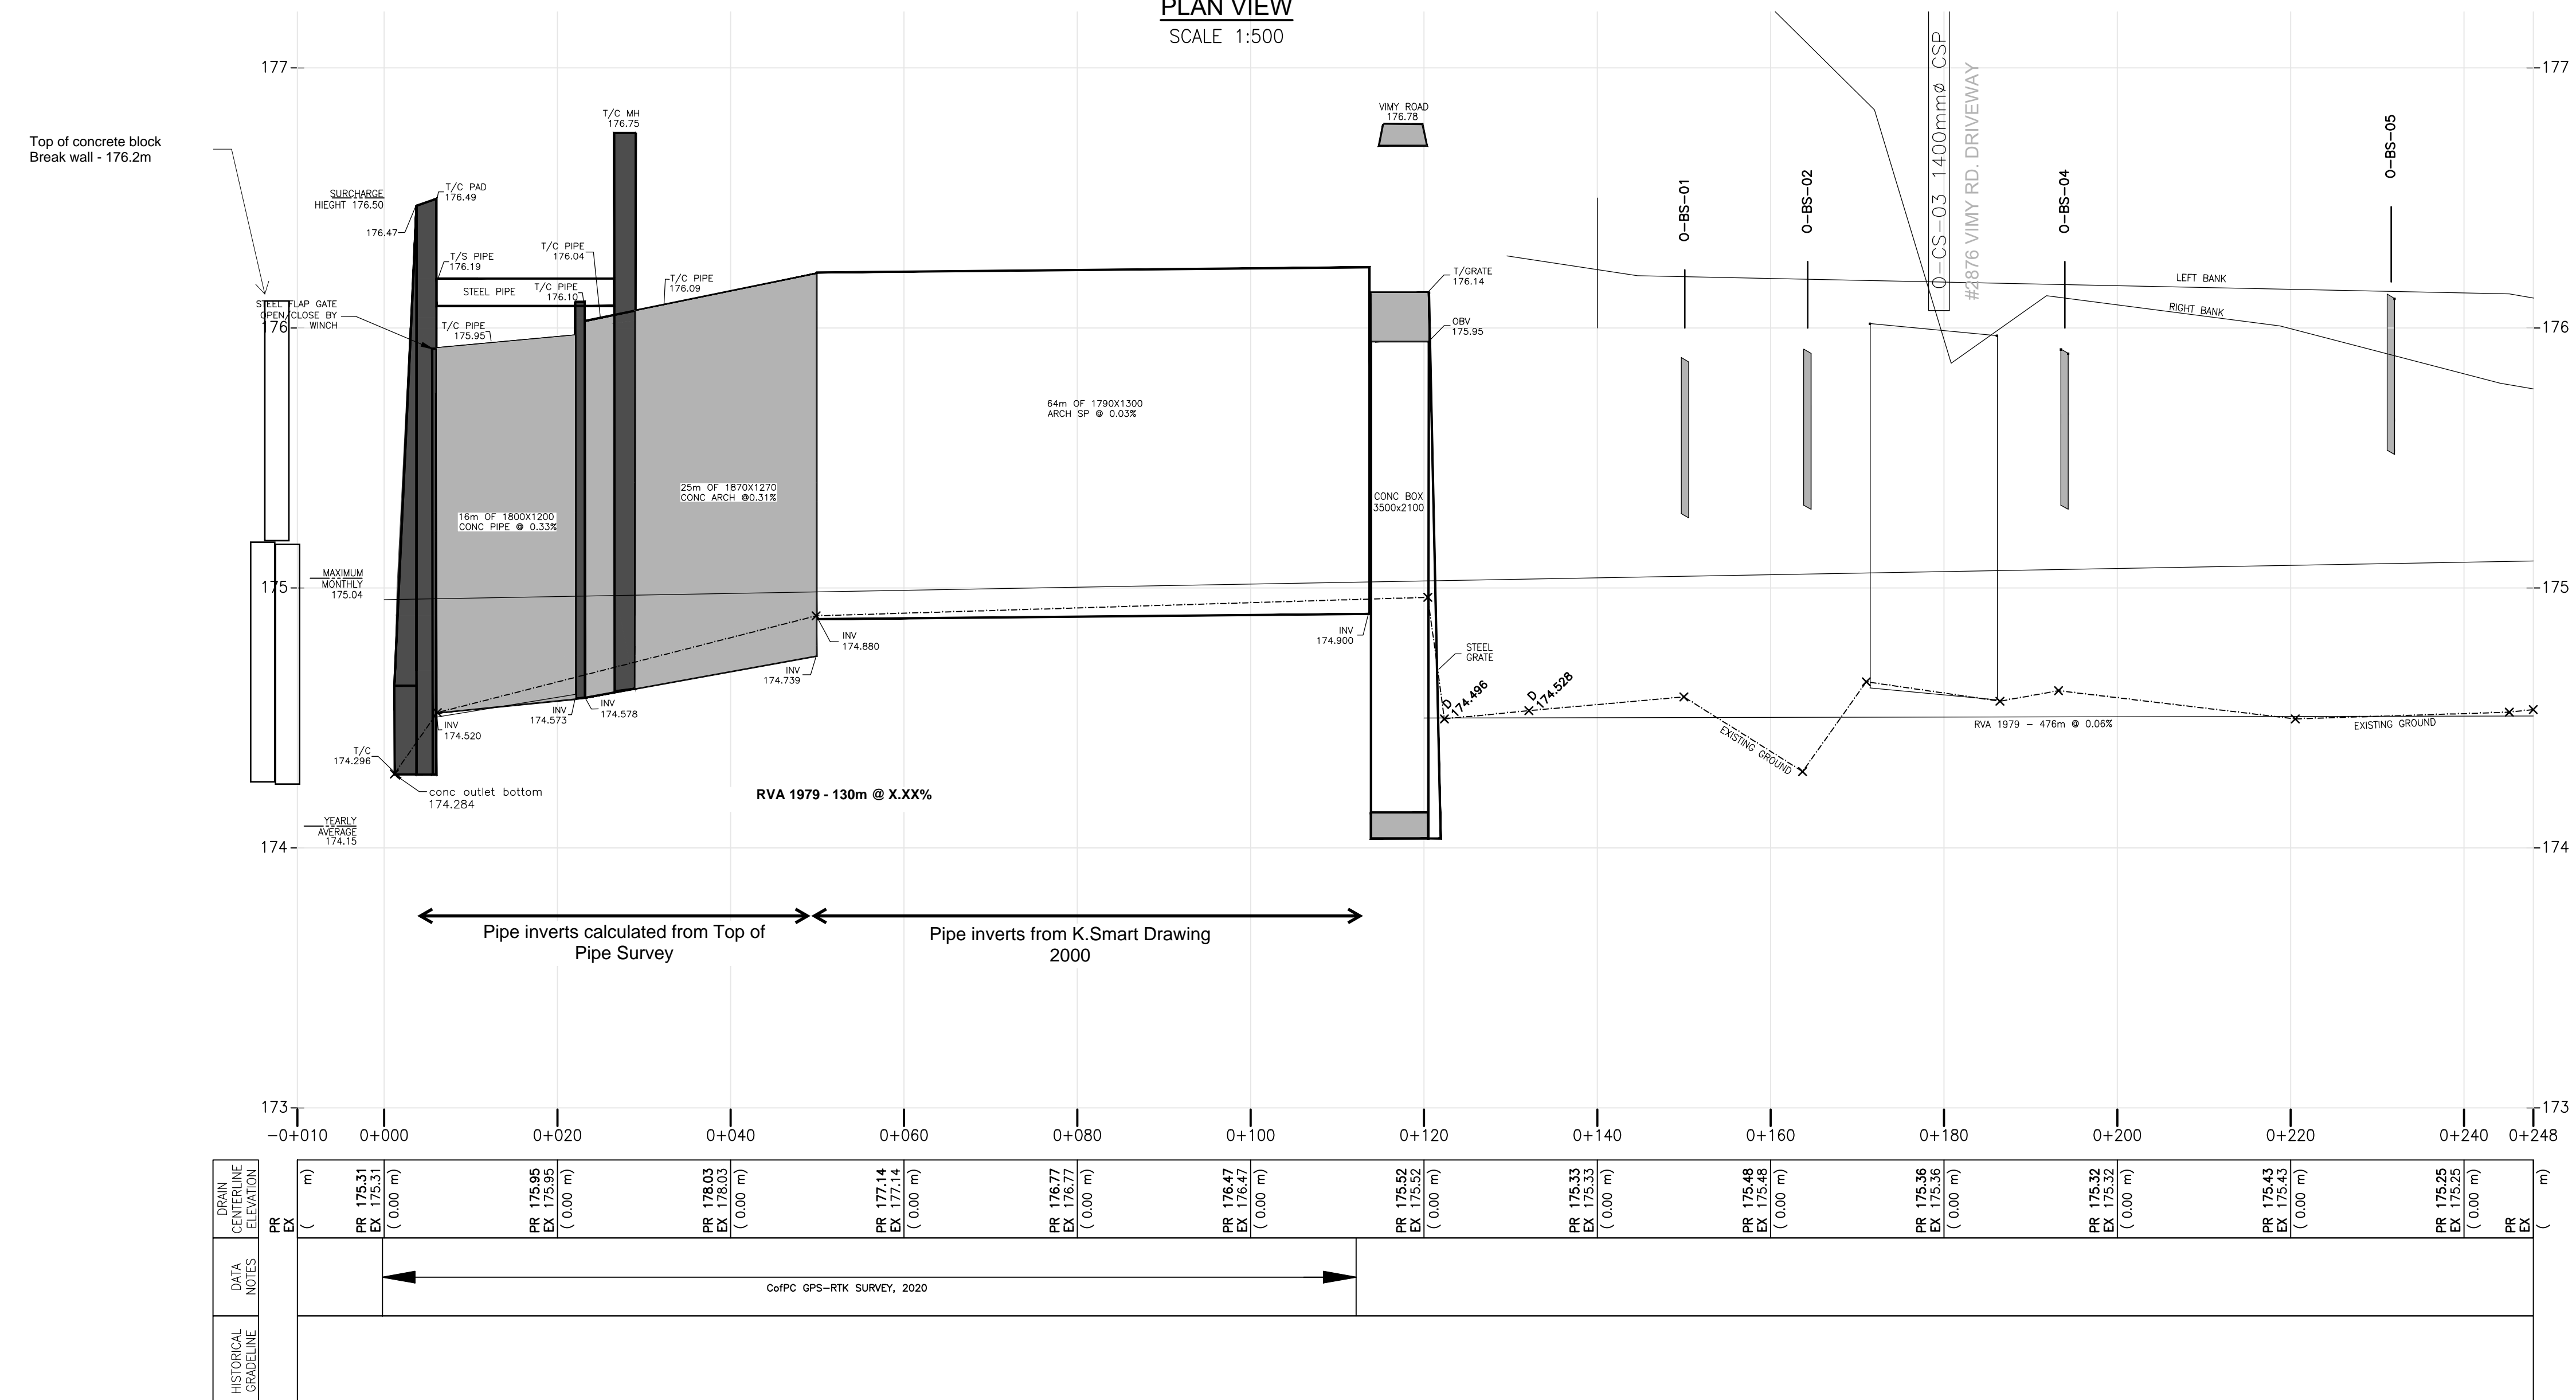 PLAN VIEW
SCALE 1:500
177
177
176
176
175
175
174
174
173
173
Top of concrete block
Break wall - 176.2m
SURCHARGE
HIEGHT 176.50
T/C PAD
176.49
176.47
T/C MH
176.75
T/S PIPE
176.19
STEEL PIPE
T/C PIPE
176.04
T/C PIPE
176.10
T/C PIPE
176.09
STEEL FLAP GATE
OPEN/CLOSE BY
WINCH
T/C PIPE
175.95
16m OF 1800X1200
CONC PIPE @ 0.33%
25m OF 1870X1270
CONC ARCH @0.31%
64m OF 1790X1300
ARCH SP @ 0.03%
VIMY ROAD
176.78
T/GRATE
176.14
OBV
175.95
CONC BOX
3500x2100
O-BS-01
O-BS-02
O-CS-03 1400mmø CSP
#2876 VIMY RD. DRIVEWAY
O-BS-04
O-BS-05
LEFT BANK
RIGHT BANK
MAXIMUM
MONTHLY
175.04
INV
174.880
INV
174.739
INV
174.900
INV
174.573
INV
174.578
INV
174.520
T/C
174.296
conc outlet bottom
174.284
YEARLY
AVERAGE
174.15
RVA 1979 - 130m @ X.XX%
STEEL
GRATE
D
174.496
D
174.528
EXISTING GROUND
RVA 1979 - 476m @ 0.06%
EXISTING GROUND
Pipe inverts calculated from Top of
Pipe Survey
Pipe inverts from K.Smart Drawing
2000
-0+010 0+000 0+020 0+040 0+060 0+080 0+100 0+120 0+140 0+160 0+180 0+200 0+220 0+240 0+248
DRAIN
CENTERLINE
ELEVATION
PR
EX
( m)
PR 175.31
EX 175.31
( 0.00 m)
PR 175.95
EX 175.95
( 0.00 m)
PR 178.03
EX 178.03
( 0.00 m)
PR 177.14
EX 177.14
( 0.00 m)
PR 176.77
EX 176.77
( 0.00 m)
PR 176.47
EX 176.47
( 0.00 m)
PR 175.52
EX 175.52
( 0.00 m)
PR 175.33
EX 175.33
( 0.00 m)
PR 175.48
EX 175.48
( 0.00 m)
PR 175.36
EX 175.36
( 0.00 m)
PR 175.32
EX 175.32
( 0.00 m)
PR 175.43
EX 175.43
( 0.00 m)
PR 175.25
EX 175.25
( 0.00 m)
PR
EX
( m)
DATA
NOTES
CofPC GPS-RTK SURVEY, 2020
HISTORICAL
GRADELINE